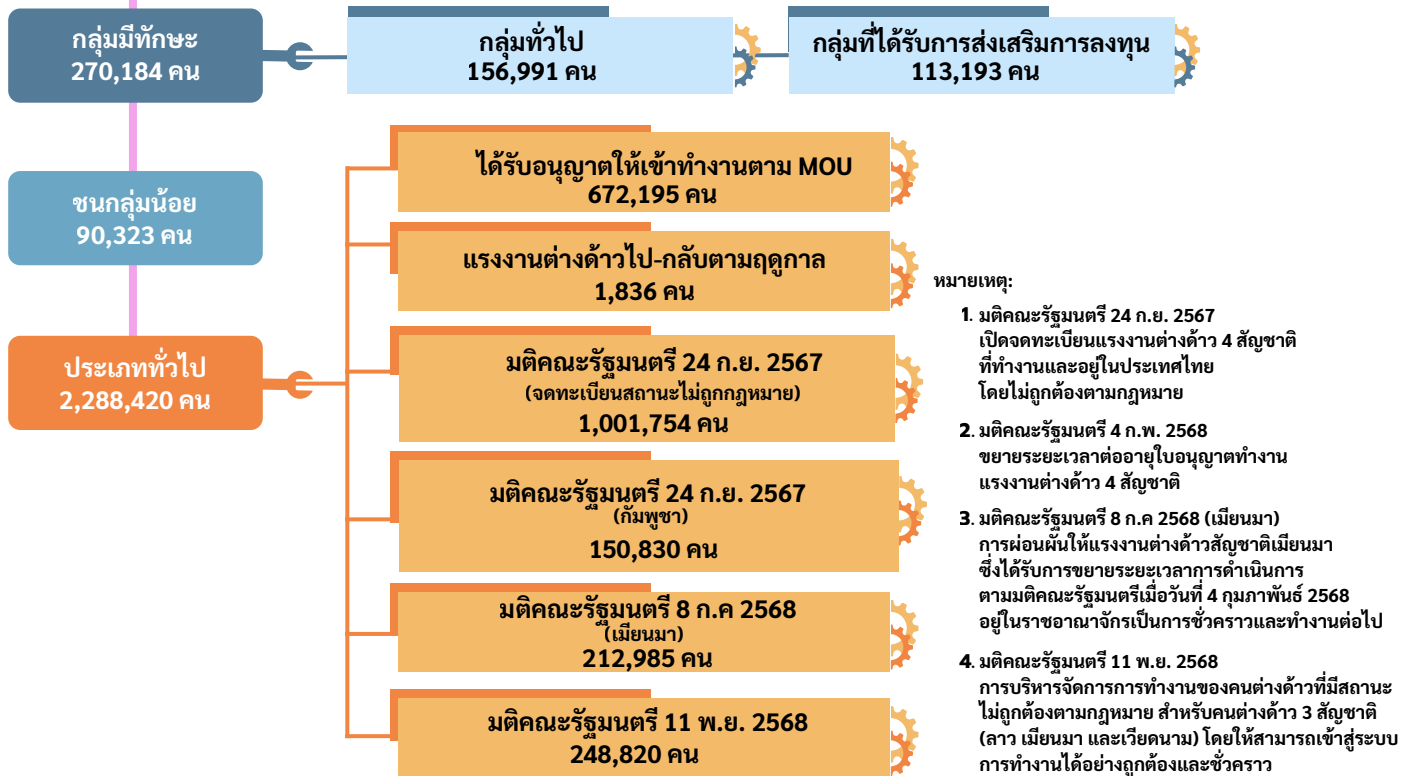 กลุ่มมีทักษะ
270,184 คน
กลุ่มทั่วไป
156,991 คน
กลุ่มที่ได้รับการส่งเสริมการลงทุน
113,193 คน
ชนกลุ่มน้อย
90,323 คน
ประเภททั่วไป
2,288,420 คน
ได้รับอนุญาตให้เข้าทำงานตาม MOU
672,195 คน
แรงงานต่างด้าวไป-กลับตามฤดูกาล
1,836 คน
มติคณะรัฐมนตรี 24 ก.ย. 2567
(จดทะเบียนสถานะไม่ถูกกฎหมาย)
1,001,754 คน
มติคณะรัฐมนตรี 24 ก.ย. 2567
(กัมพูชา)
150,830 คน
มติคณะรัฐมนตรี 8 ก.ค 2568
(เมียนมา)
212,985 คน
มติคณะรัฐมนตรี 11 พ.ย. 2568
248,820 คน
หมายเหตุ:
1. มติคณะรัฐมนตรี 24 ก.ย. 2567
เปิดจดทะเบียนแรงงานต่างด้าว 4 สัญชาติ
ที่ทำงานและอยู่ในประเทศไทย
โดยไม่ถูกต้องตามกฎหมาย
2. มติคณะรัฐมนตรี 4 ก.พ. 2568
ขยายระยะเวลาต่ออายุใบอนุญาตทำงาน
แรงงานต่างด้าว 4 สัญชาติ
3. มติคณะรัฐมนตรี 8 ก.ค 2568 (เมียนมา)
การผ่อนผันให้แรงงานต่างด้าวสัญชาติเมียนมา
ซึ่งได้รับการขยายระยะเวลาการดำเนินการ
ตามมติคณะรัฐมนตรีเมื่อวันที่ 4 กุมภาพันธ์ 2568
อยู่ในราชอาณาจักรเป็นการชั่วคราวและทำงานต่อไป
4. มติคณะรัฐมนตรี 11 พ.ย. 2568
การบริหารจัดการการทำงานของคนต่างด้าวที่มีสถานะ
ไม่ถูกต้องตามกฎหมาย สำหรับคนต่างด้าว 3 สัญชาติ
(ลาว เมียนมา และเวียดนาม) โดยให้สามารถเข้าสู่ระบบ
การทำงานได้อย่างถูกต้องและชั่วคราว